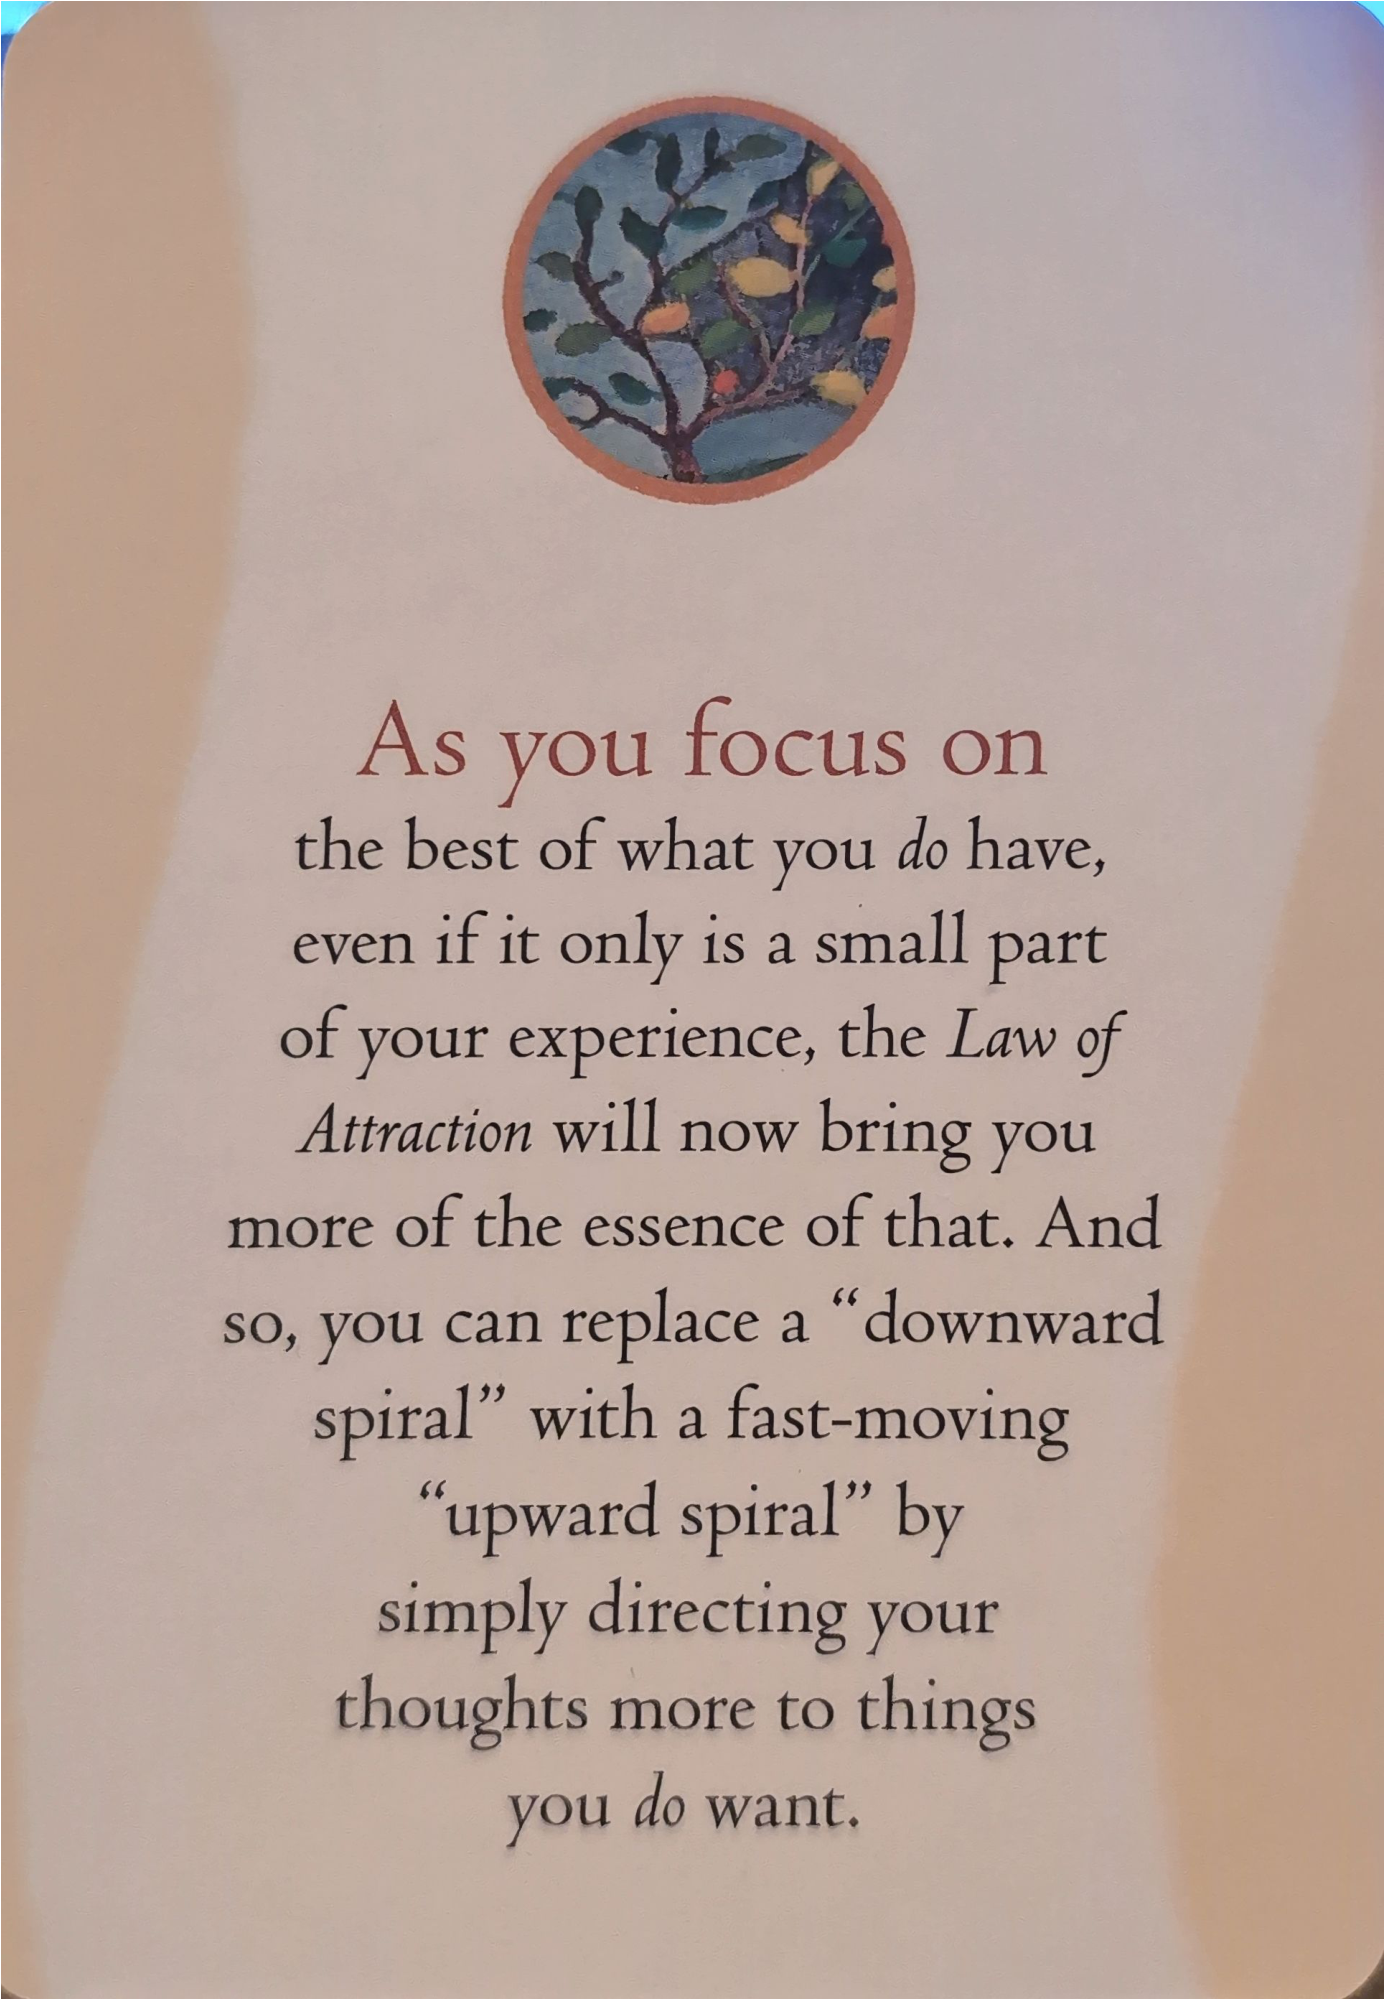 As you focus on
the best of what you do have,
even if it only is a small part
of your experience, the Law of
Attraction will now bring you
more of the essence of that. And
so, you can replace a “downward
spiral” with a fast-moving
“upward spiral” by
simply directing your
thoughts more to things
you do want.